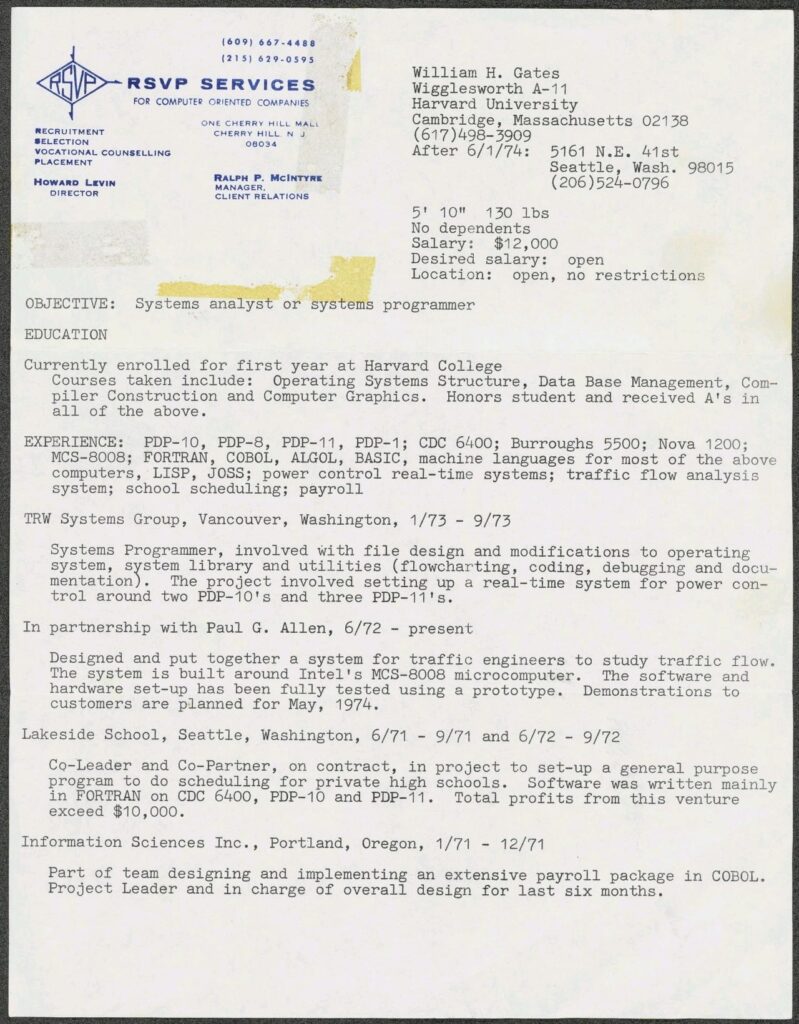 (609) 667-4488
(215) 629-0595
RSVP
RSVP SERVICES
FOR COMPUTER ORIENTED COMPANIES
ONE CHERRY HILL MALL
CHERRY HILL N J
08034
RECRUITMENT
SELECTION
VOCATIONAL COUNSELLING
PLACEMENT
HOWARD LEVIN
DIRECTOR
RALPH P. MCINTYRE
MANAGER,
CLIENT RELATIONS
William H. Gates
Wigglesworth A-11
Harvard University
Cambridge, Massachusetts 02138
(617)498-3909
After 6/1/74: 5161 N.E. 41st
Seattle, Wash. 98015
(206)524-0796
5' 10" 130 lbs
No dependents
Salary: $12,000
Desired salary: open
Location: open, no restrictions
OBJECTIVE: Systems analyst or systems programmer
EDUCATION
Currently enrolled for first year at Harvard College
Courses taken include: Operating Systems Structure, Data Base Management, Com-
piler Construction and Computer Graphics. Honors student and received A's in
all of the above.
EXPERIENCE: PDP-10, PDP-8, PDP-11, PDP-1; CDC 6400; Burroughs 5500; Nova 1200;
MCS-8008; FORTRAN, COBOL, ALGOL, BASIC, machine languages for most of the above
computers, LISP, JOSS; power control real-time systems; traffic flow analysis
system; school scheduling; payroll
TRW Systems Group, Vancouver, Washington, 1/73 - 9/73
Systems Programmer, involved with file design and modifications to operating
system, system library and utilities (flowcharting, coding, debugging and docu-
mentation). The project involved setting up a real-time system for power con-
trol around two PDP-10's and three PDP-11's.
In partnership with Paul G. Allen, 6/72 - present
Designed and put together a system for traffic engineers to study traffic flow.
The system is built around Intel's MCS-8008 microcomputer. The software and
hardware set-up has been fully tested using a prototype. Demonstrations to
customers are planned for May, 1974.
Lakeside School, Seattle, Washington, 6/71 - 9/71 and 6/72 - 9/72
Co-Leader and Co-Partner, on contract, in project to set-up a general purpose
program to do scheduling for private high schools. Software was written mainly
in FORTRAN on CDC 6400, PDP-10 and PDP-11. Total profits from this venture
exceed $10,000.
Information Sciences Inc., Portland, Oregon, 1/71 - 12/71
Part of team designing and implementing an extensive payroll package in COBOL.
Project Leader and in charge of overall design for last six months.